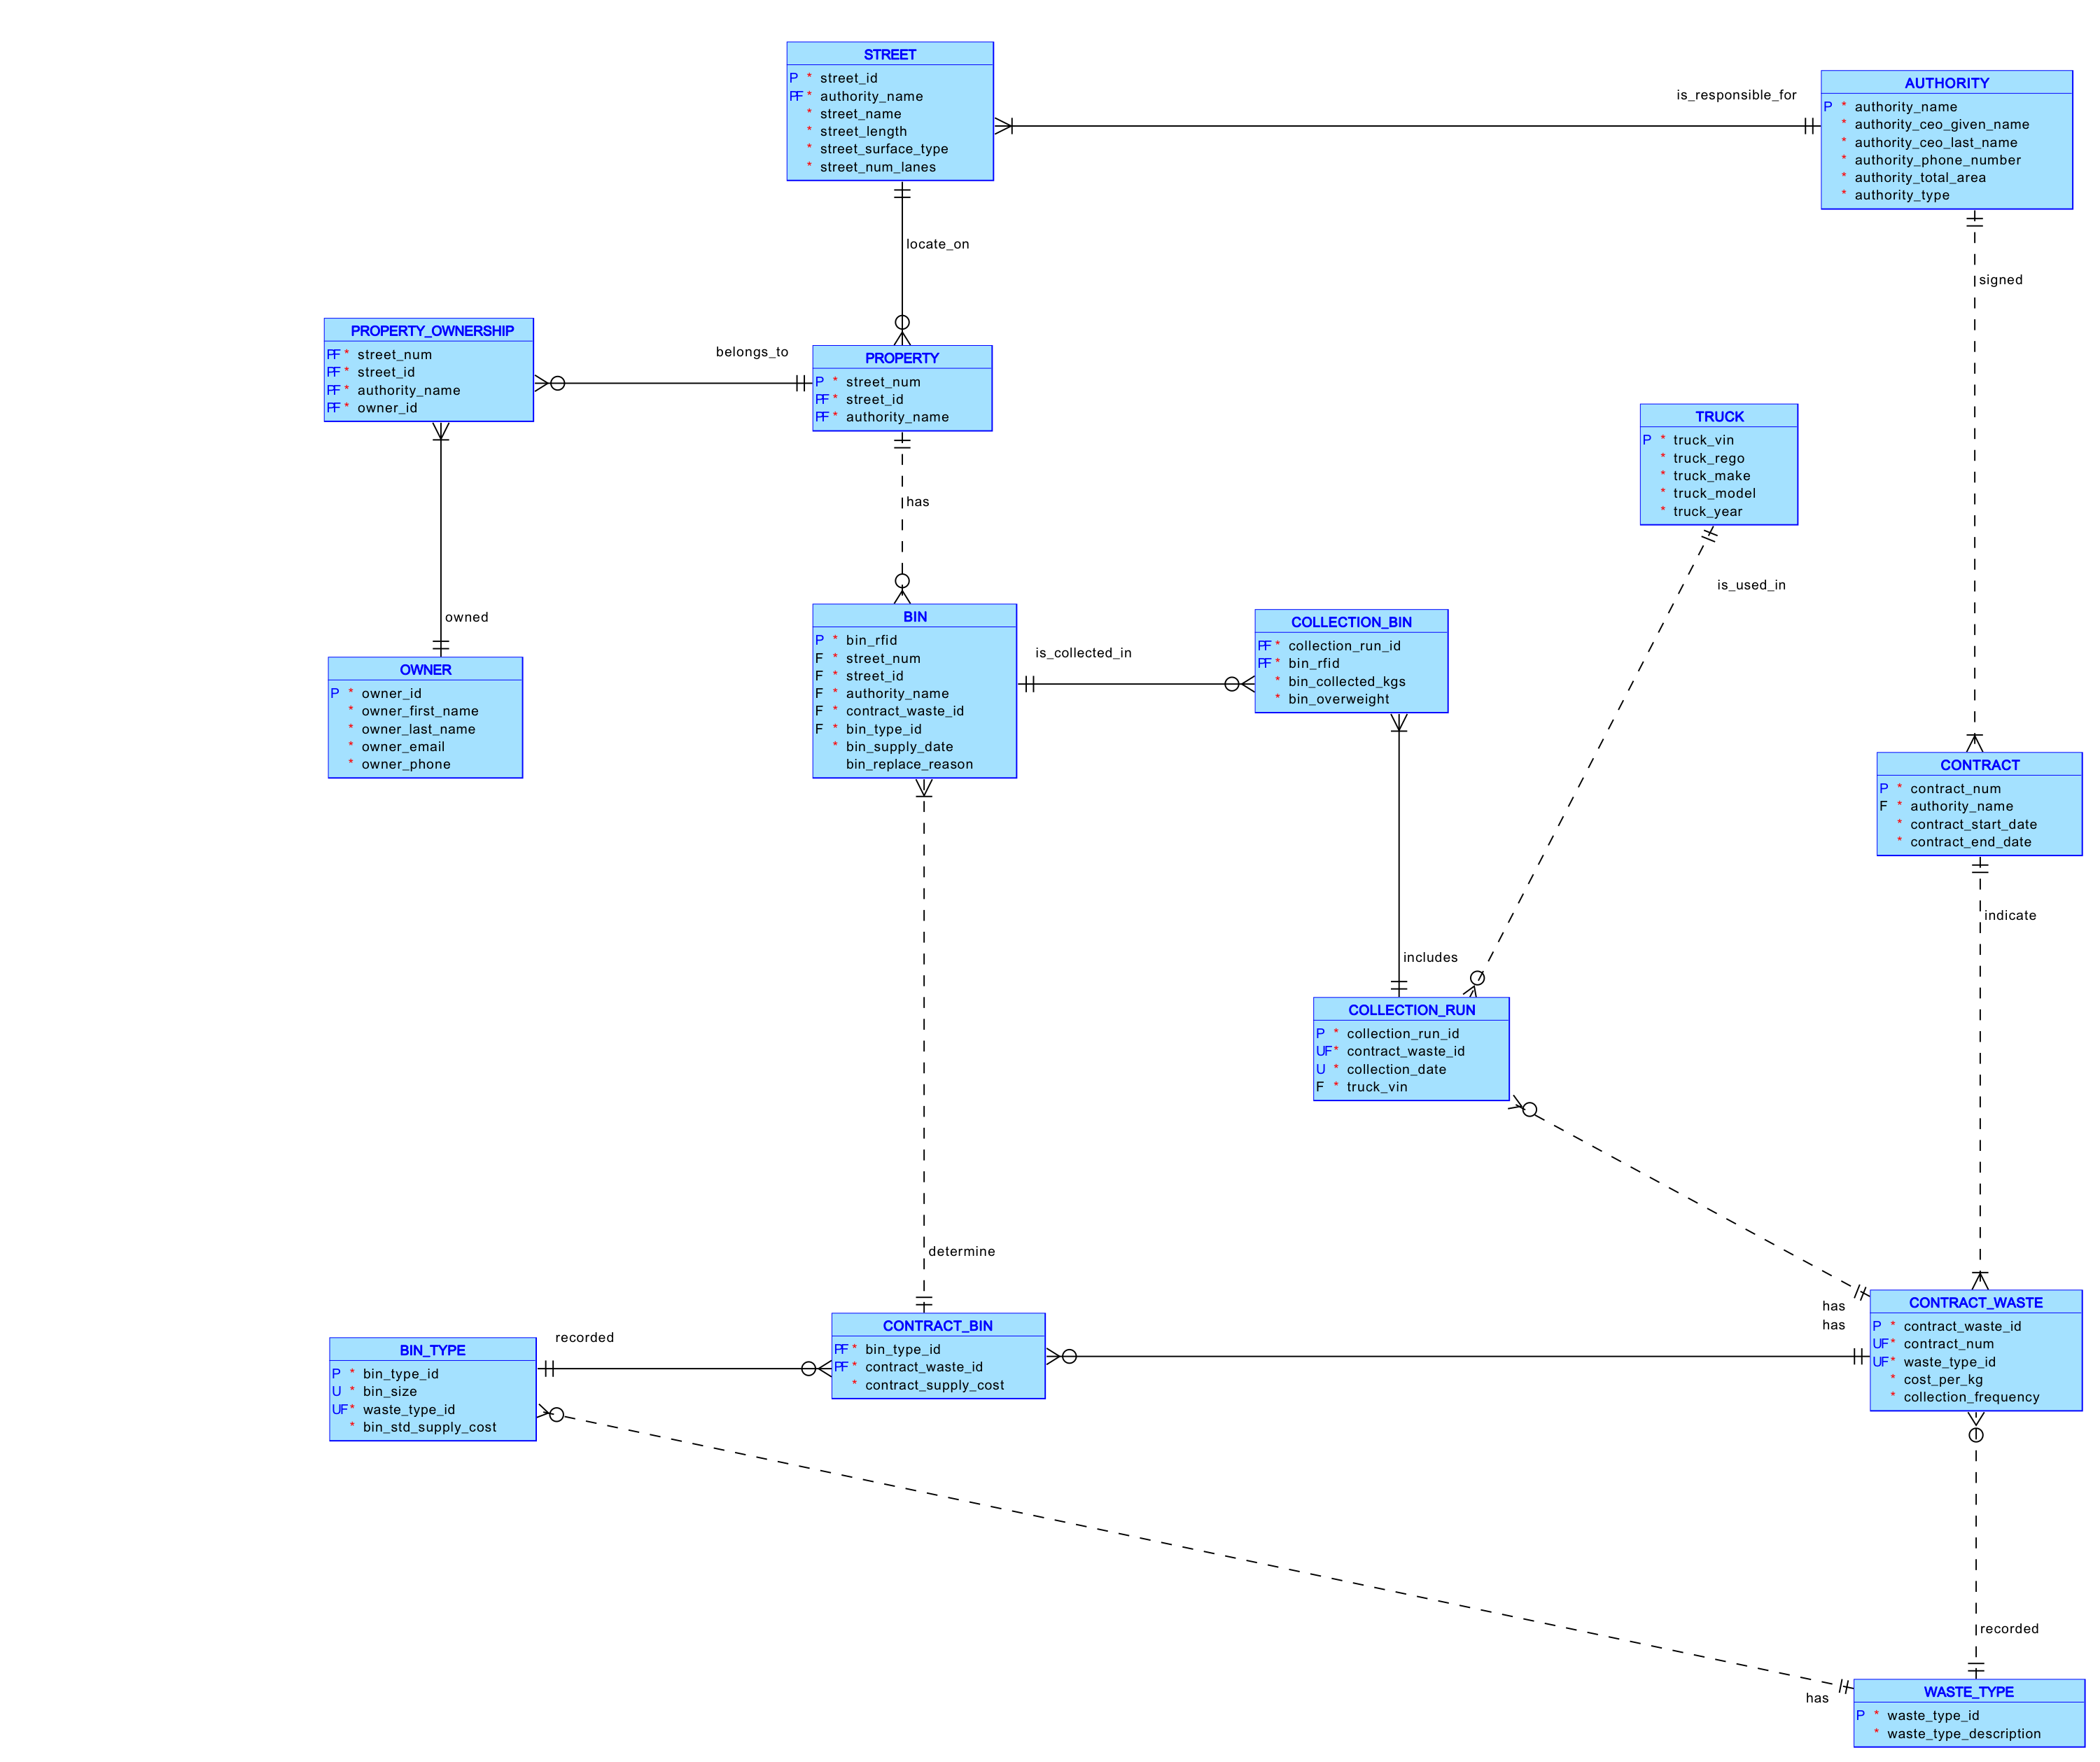 STREET
P * street_id
PF * authority_name
* street_name
* street_length
* street_surface_type
* street_num_lanes
is_responsible_for
AUTHORITY
P * authority_name
* authority_ceo_given_name
* authority_ceo_last_name
* authority_phone_number
* authority_total_area
* authority_type
locate_on
signed
PROPERTY_OWNERSHIP
PF * street_num
PF * street_id
PF * authority_name
PF * owner_id
belongs_to
PROPERTY
P * street_num
PF * street_id
PF * authority_name
TRUCK
P * truck_vin
* truck_rego
* truck_make
* truck_model
* truck_year
has
is_used_in
owned
OWNER
P * owner_id
* owner_first_name
* owner_last_name
* owner_email
* owner_phone
BIN
P * bin_rfid
F * street_num
F * street_id
F * authority_name
F * contract_waste_id
F * bin_type_id
* bin_supply_date
bin_replace_reason
is_collected_in
COLLECTION_BIN
PF * collection_run_id
PF * bin_rfid
* bin_collected_kgs
* bin_overweight
CONTRACT
P * contract_num
F * authority_name
* contract_start_date
* contract_end_date
indicate
includes
COLLECTION_RUN
P * collection_run_id
UF * contract_waste_id
U * collection_date
F * truck_vin
determine
has
has
CONTRACT_WASTE
P * contract_waste_id
UF * contract_num
UF * waste_type_id
* cost_per_kg
* collection_frequency
recorded
BIN_TYPE
P * bin_type_id
U * bin_size
UF * waste_type_id
* bin_std_supply_cost
CONTRACT_BIN
PF * bin_type_id
PF * contract_waste_id
* contract_supply_cost
recorded
has
WASTE_TYPE
P * waste_type_id
* waste_type_description